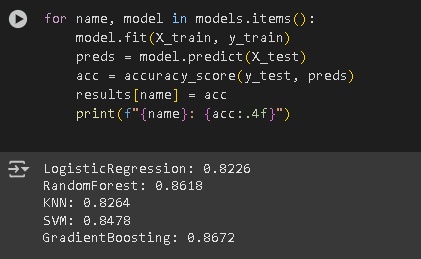 for name, model in models.items():
    model.fit(X_train, y_train)
    preds = model.predict(X_test)
    acc = accuracy_score(y_test, preds)
    results[name] = acc
    print(f"{name}: {acc:.4f}")
LogisticRegression: 0.8226
RandomForest: 0.8618
KNN: 0.8264
SVM: 0.8478
GradientBoosting: 0.8672